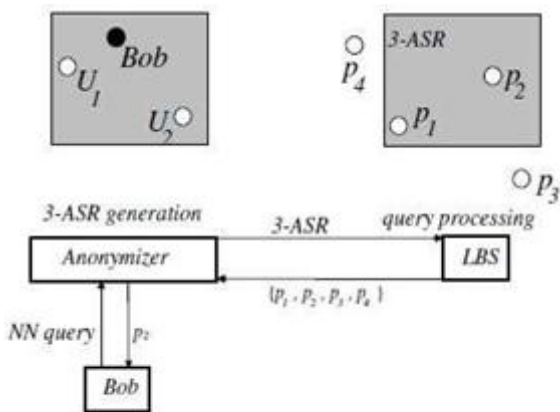 Bob
U1
U2
3-ASR
p4
p2
p1
p3
3-ASR generation
3-ASR
query processing
Anonymizer
LBS
{p1 , p2 , p3 , p4 }
NN query
p2
Bob